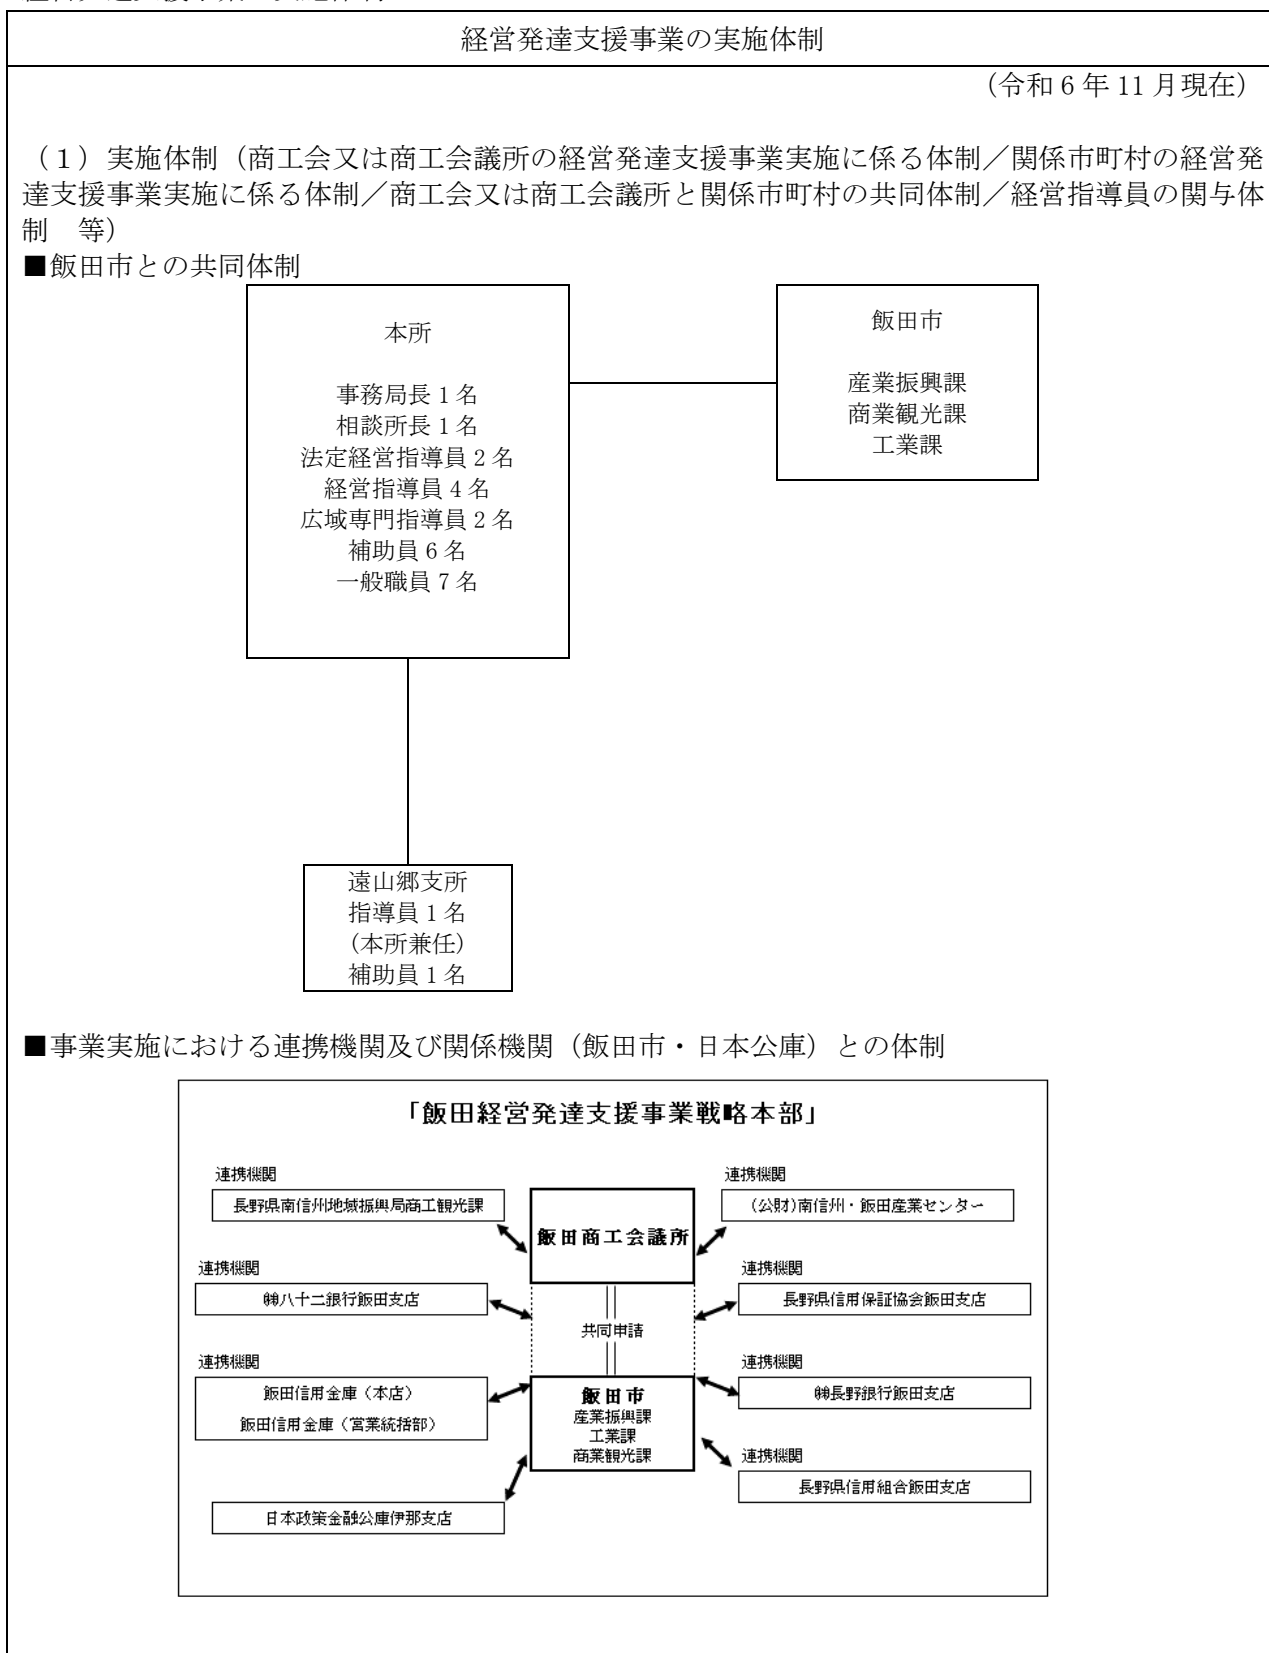 経営発達支援事業の実施体制
（令和 6 年 11 月現在）
（１）実施体制（商工会又は商工会議所の経営発達支援事業実施に係る体制／関係市町村の経営発
達支援事業実施に係る体制／商工会又は商工会議所と関係市町村の共同体制／経営指導員の関与体
制　等）
■飯田市との共同体制
本所
事務局長 1 名
相談所長 1 名
法定経営指導員 2 名
経営指導員 4 名
広域専門指導員 2 名
補助員 6 名
一般職員 7 名
飯田市
産業振興課
商業観光課
工業課
遠山郷支所
指導員 1 名
（本所兼任）
補助員 1 名
■事業実施における連携機関及び関係機関（飯田市・日本公庫）との体制
「飯田経営発達支援事業戦略本部」
連携機関
長野県南信州地域振興局商工観光課
連携機関
㈱八十二銀行飯田支店
連携機関
飯田信用金庫（本店）
飯田信用金庫（営業統括部）
日本政策金融公庫伊那支店
飯田商工会議所
共同申請
飯田市
産業振興課
工業課
商業観光課
連携機関
(公財)南信州・飯田産業センター
連携機関
長野県信用保証協会飯田支店
連携機関
㈱長野銀行飯田支店
連携機関
長野県信用組合飯田支店